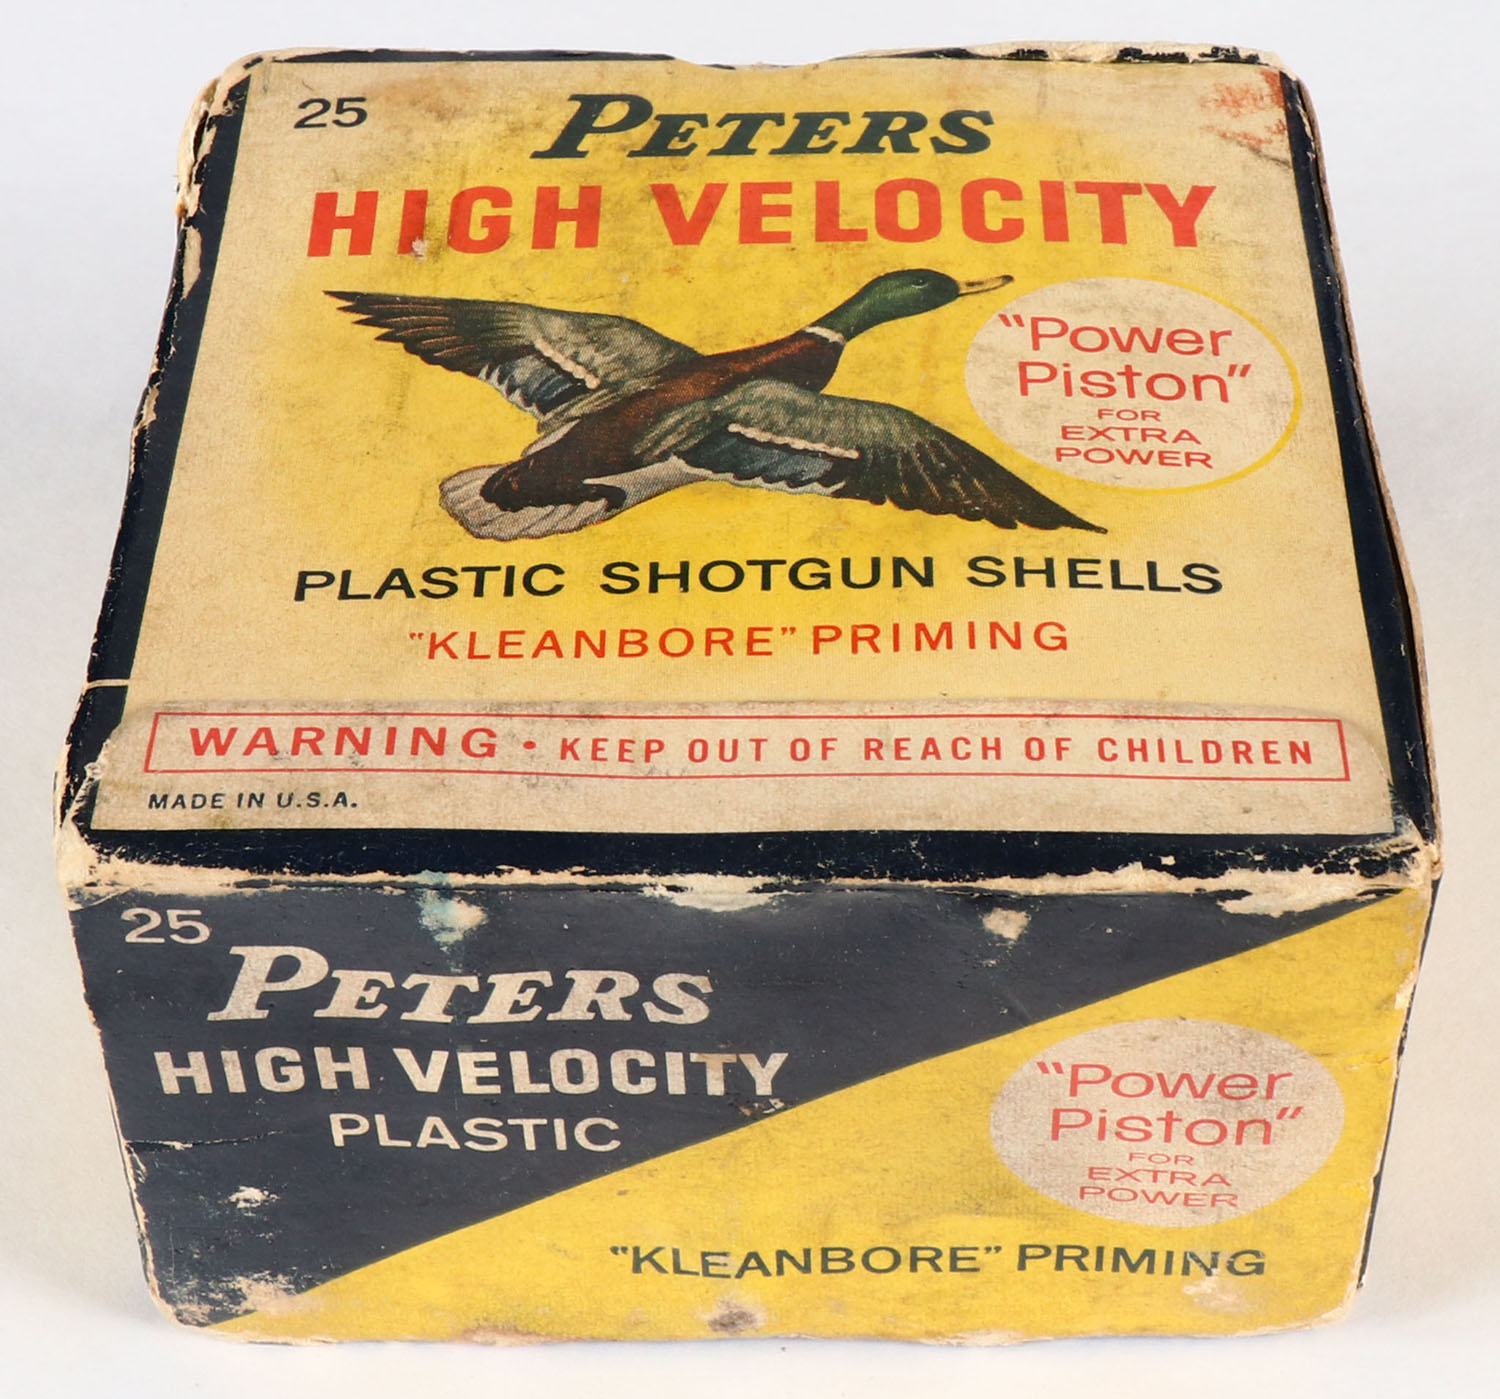 25
PETERS
HIGH VELOCITY
"Power
Piston"
FOR
EXTRA
POWER
PLASTIC SHOTGUN SHELLS
"KLEANBORE" PRIMING
WARNING • KEEP OUT OF REACH OF CHILDREN
MADE IN U.S.A.
25
PETERS
HIGH VELOCITY
PLASTIC
"Power
Piston"
FOR
EXTRA
POWER
"KLEANBORE" PRIMING